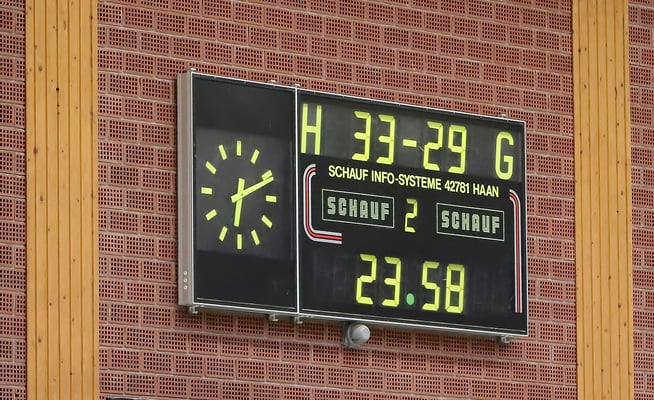 H 33-29 G
SCHAUF INFO-SYSTEME 42781 HAAN
SCHAUF 2 SCHAUF
23.58